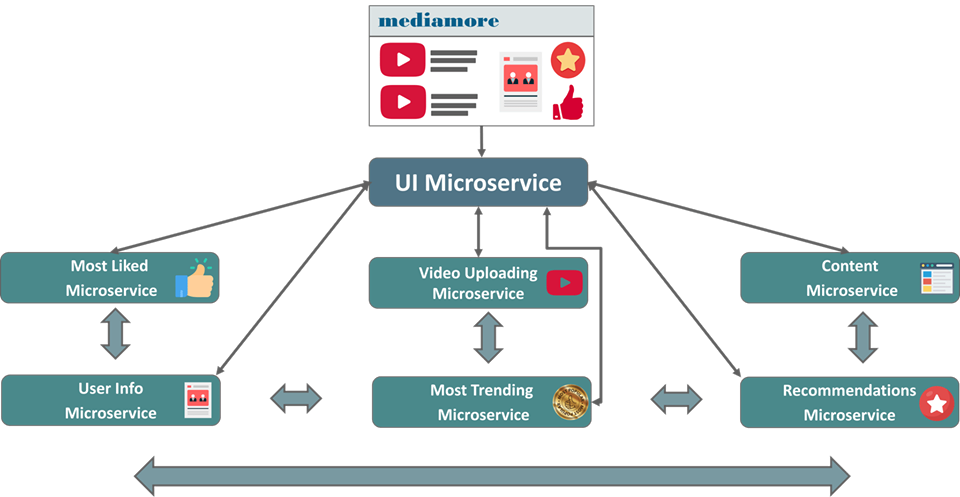 mediamore
UI Microservice
Most Liked
Microservice
Video Uploading
Microservice
Content
Microservice
User Info
Microservice
Most Trending
Microservice
Recommendations
Microservice